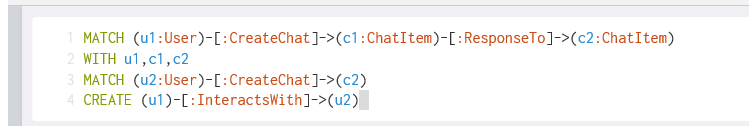 1 MATCH (u1:User)-[:CreateChat]->(c1:ChatItem)-[:ResponseTo]->(c2:ChatItem)
2 WITH u1,c1,c2
3 MATCH (u2:User)-[:CreateChat]->(c2)
4 CREATE (u1)-[:InteractsWith]->(u2)